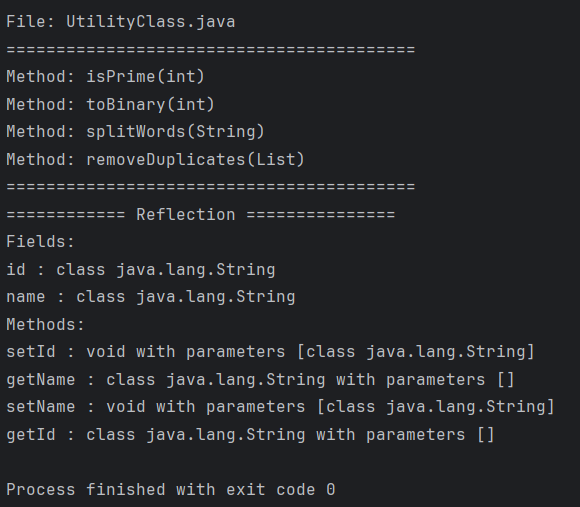 File: UtilityClass.java
=========================================
Method: isPrime(int)
Method: toBinary(int)
Method: splitWords(String)
Method: removeDuplicates(List)
=========================================
============ Reflection ===============
Fields:
id : class java.lang.String
name : class java.lang.String
Methods:
setId : void with parameters [class java.lang.String]
getName : class java.lang.String with parameters []
setName : void with parameters [class java.lang.String]
getId : class java.lang.String with parameters []
Process finished with exit code 0